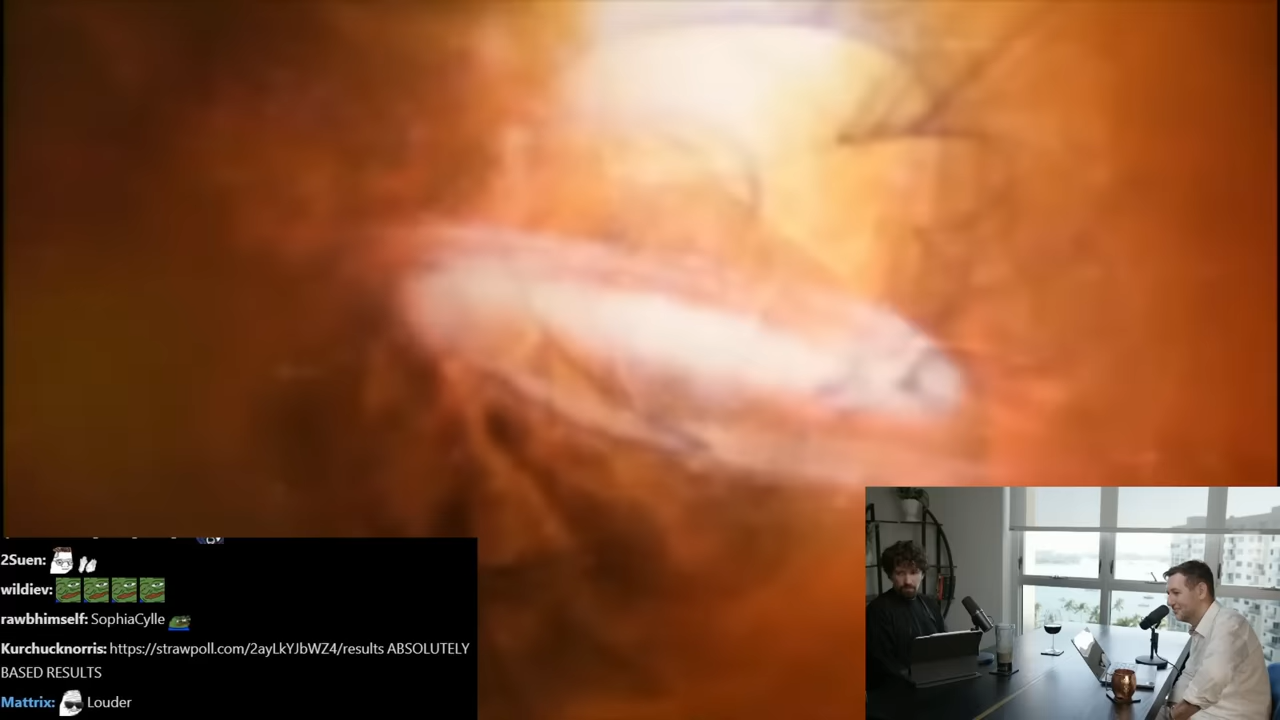 2Suen:
wildiev:
rawbhimself: SophiaCylle
Kurchucknorris: https://strawpoll.com/2ayLkYJbWZ4/results ABSOLUTELY
BASED RESULTS
Mattrix: Louder